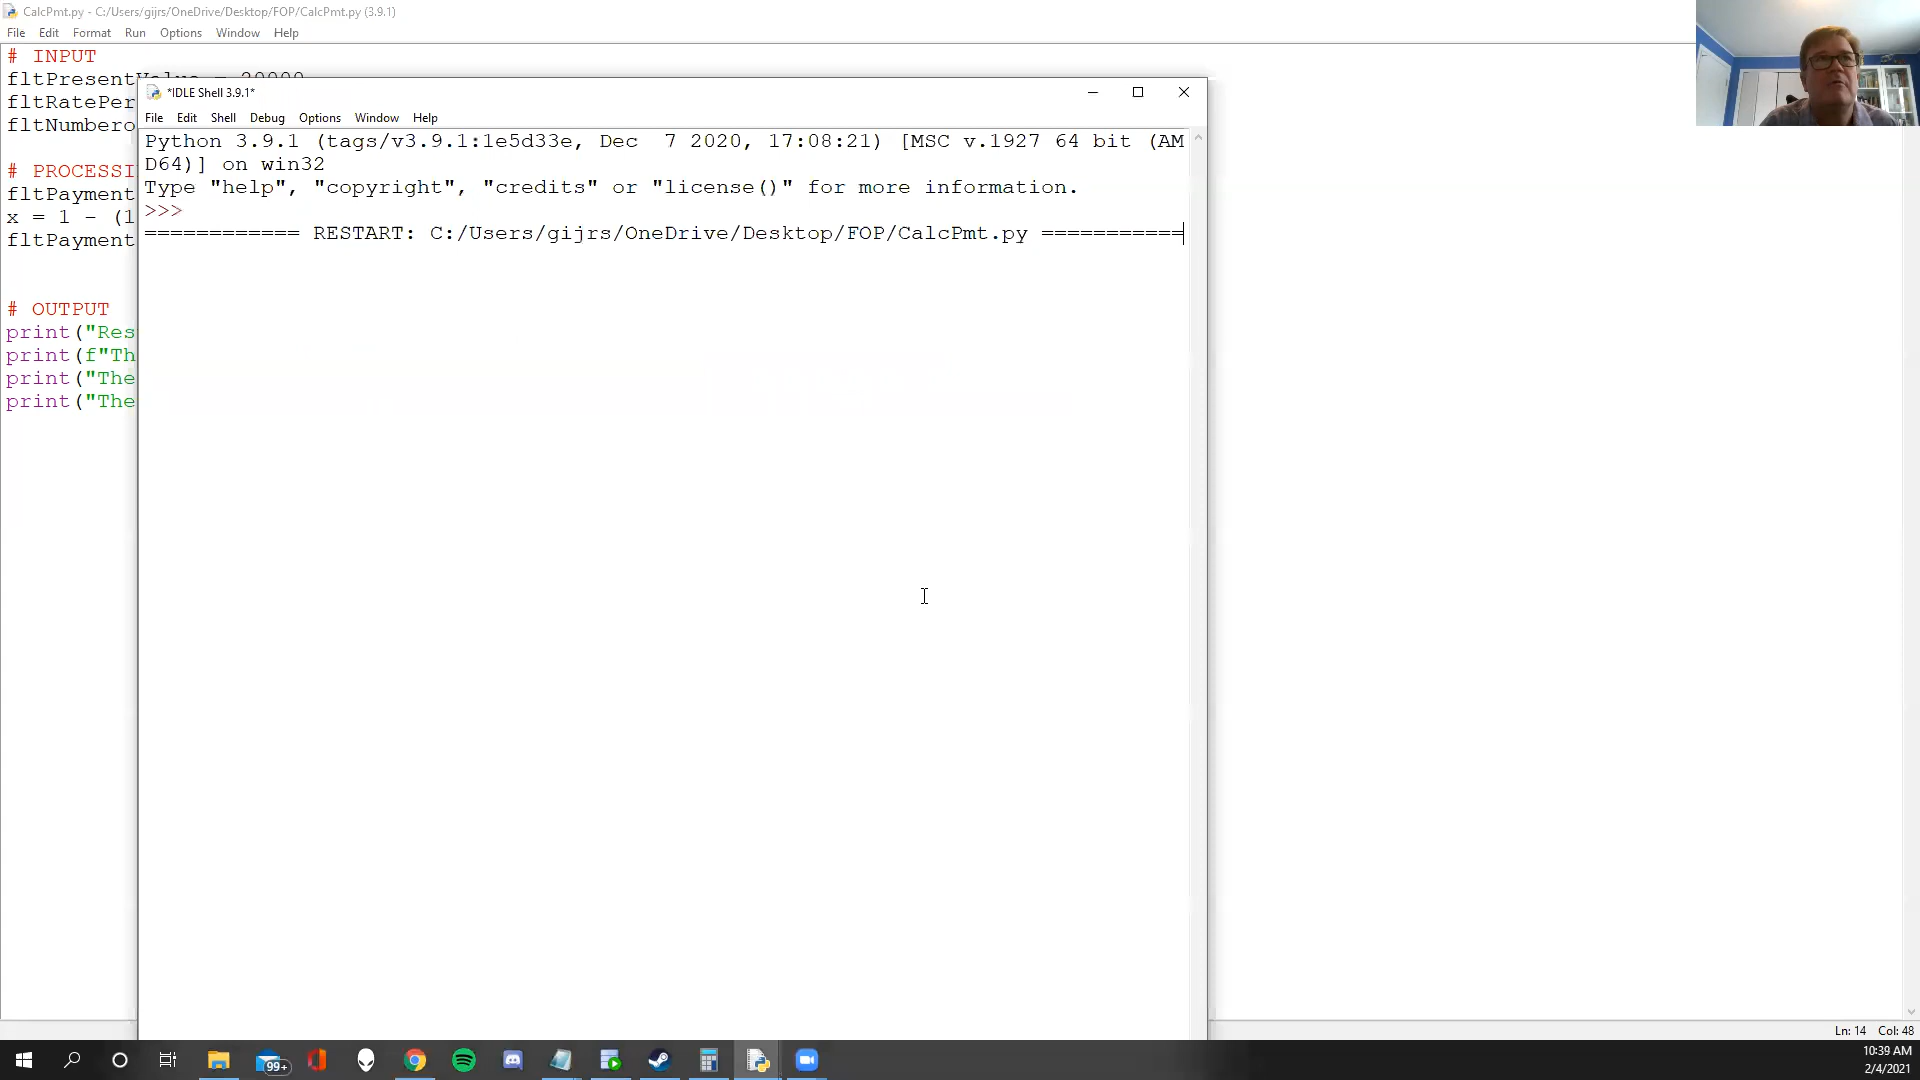 CalcPmt.py - C:/Users/gijrs/OneDrive/Desktop/FOP/CalcPmt.py (3.9.1)
File Edit Format Run Options Window Help
# INPUT
fltPresentValue = 20000
fltRatePer
fltNumbero
# PROCESSI
fltPayment
x = 1 - (1
fltPayment
# OUTPUT
print("Res
print(f"Th
print("The
print("The
*IDLE Shell 3.9.1*
File Edit Shell Debug Options Window Help
Python 3.9.1 (tags/v3.9.1:1e5d33e, Dec  7 2020, 17:08:21) [MSC v.1927 64 bit (AM
D64)] on win32
Type "help", "copyright", "credits" or "license()" for more information.
>>>
============ RESTART: C:/Users/gijrs/OneDrive/Desktop/FOP/CalcPmt.py ===========
Ln: 14 Col: 48
99+
10:39 AM
2/4/2021